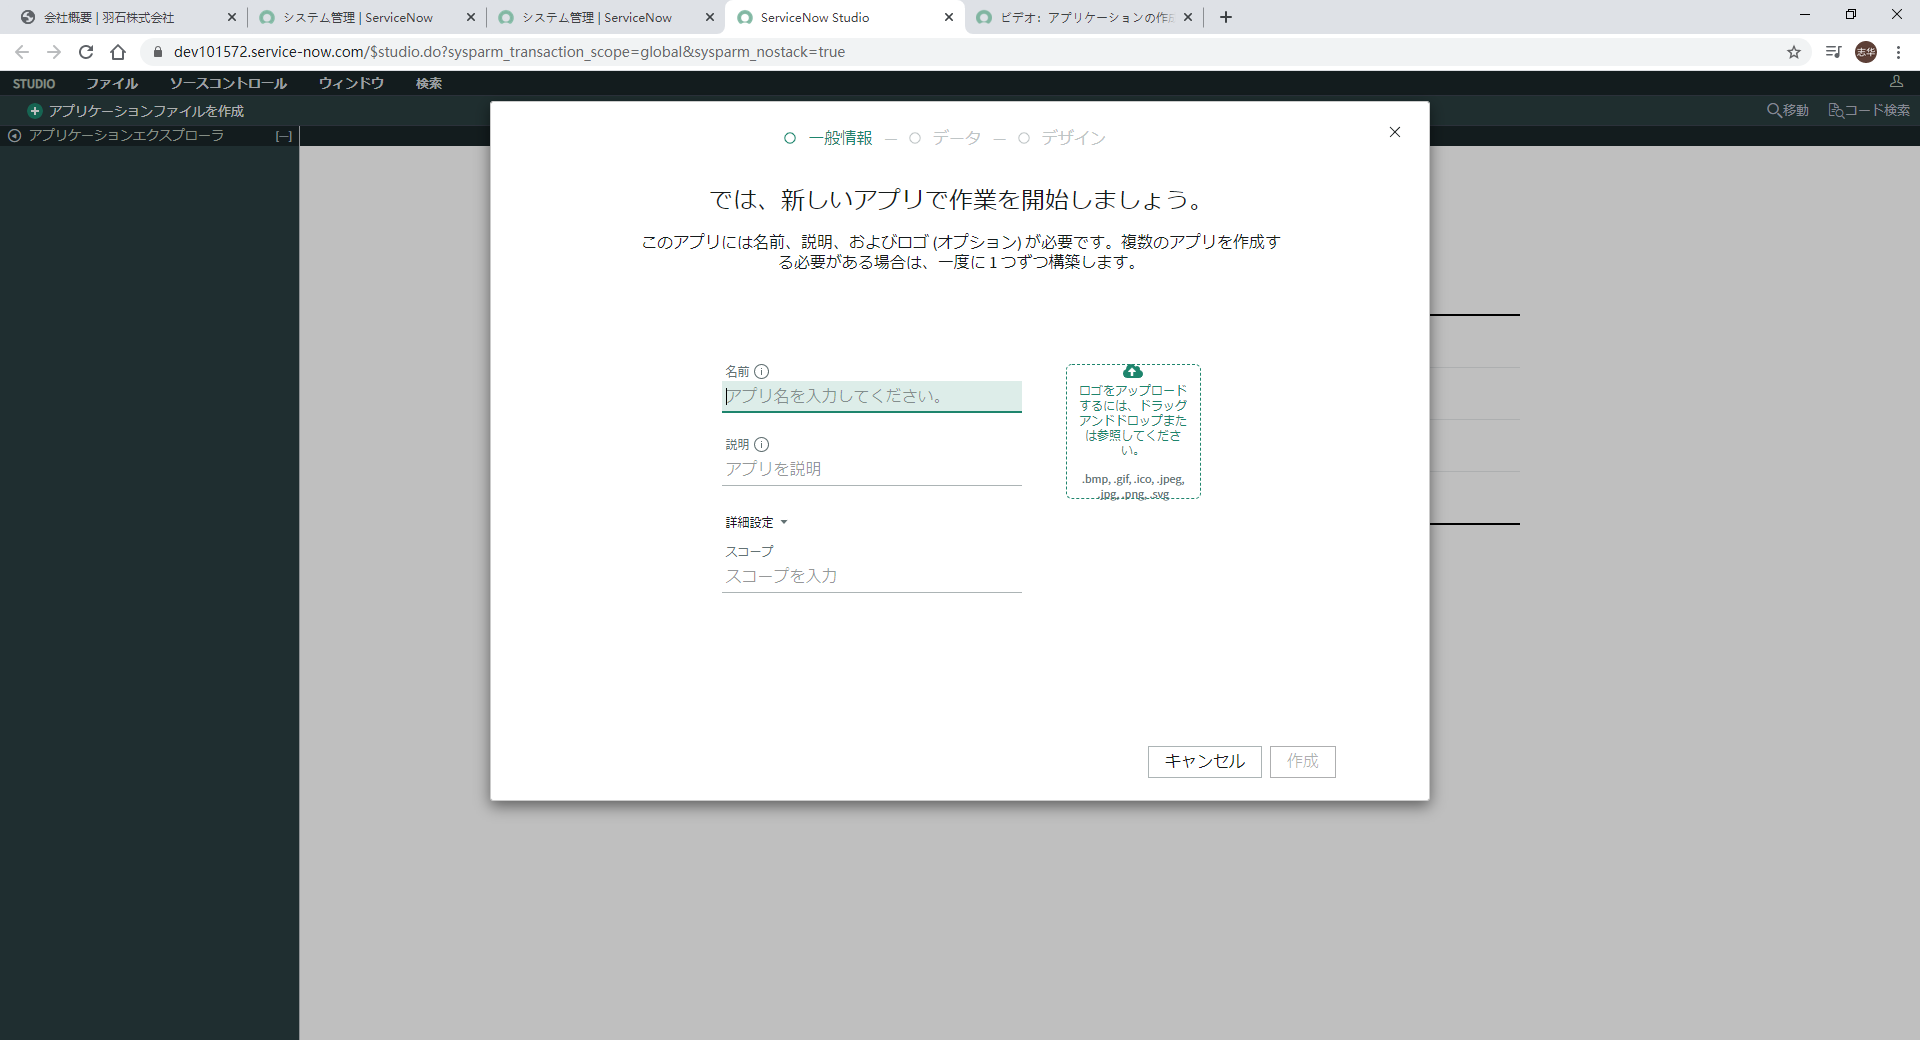 会社概要 | 羽石株式会社
システム管理 | ServiceNow
システム管理 | ServiceNow
ServiceNow Studio
ビデオ：アプリケーションの作成
dev101572.service-now.com/$studio.do?sysparm_transaction_scope=global&sysparm_nostack=true
志华
STUDIO ファイル ソースコントロール ウィンドウ 検索
アプリケーションファイルを作成
移動 コード検索
アプリケーションエクスプローラ [—]
一般情報 — データ — デザイン
では、新しいアプリで作業を開始しましょう。
このアプリには名前、説明、およびロゴ (オプション) が必要です。複数のアプリを作成す
る必要がある場合は、一度に 1 つずつ構築します。
名前
アプリ名を入力してください。
説明
アプリを説明
詳細設定
スコープ
スコープを入力
ロゴをアップロード
するには、ドラッグ
アンドドロップまた
は参照してくださ
い。
.bmp, .gif, .ico, .jpeg,
.jpg, .png, .svg
キャンセル 作成